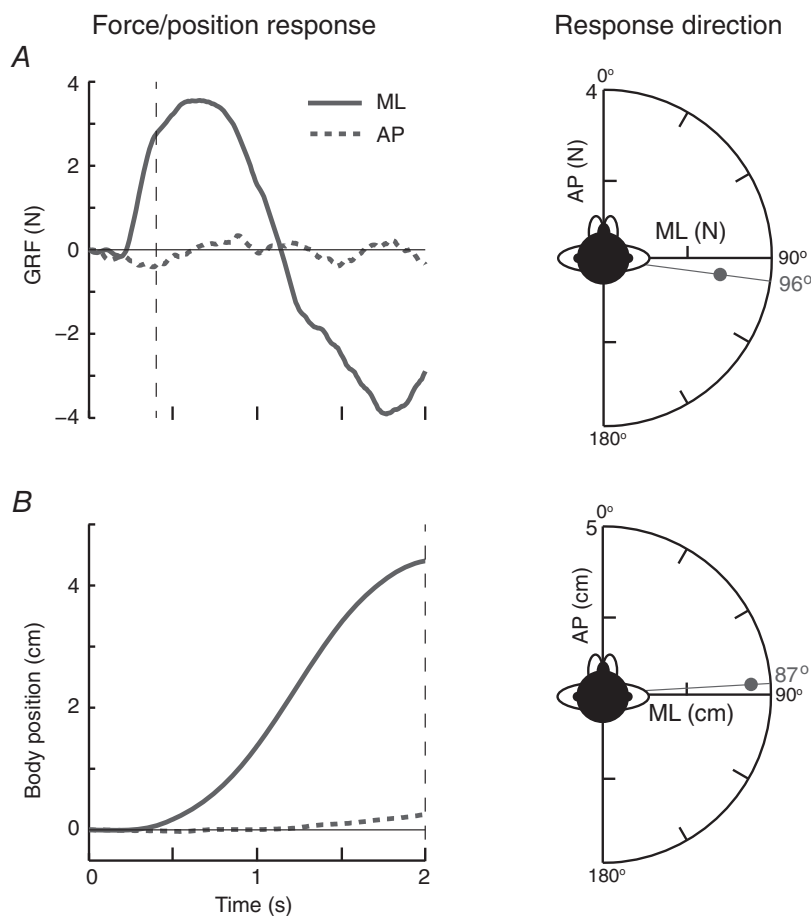 Force/position response
Response direction
A
4
2
0
−2
−4
GRF (N)
ML
AP
0°
4
AP (N)
ML (N)
90°
96°
180°
B
4
2
0
Body position (cm)
0
1
2
Time (s)
0°
5
AP (cm)
ML (cm)
87°
90°
180°